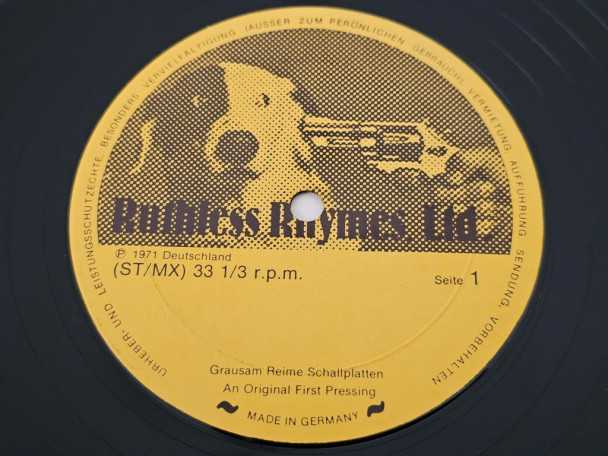 URHEBER- UND LEISTUNGSSCHUTZECHTE, BESONDERS VERVIELFÄLTIGUNG (AUSSER ZUM PERÖNLICHEN GEBRAUCH), VERMIETUNG AUFFÜHRUNG SENDUNG, VORBEHALTEN
Ruthless Rhymes, Ltd.
℗ 1971 Deutschland
(ST/MX) 33 1/3 r.p.m.
Seite 1
Grausam Reime Schallplatten
An Original First Pressing
~ MADE IN GERMANY ~